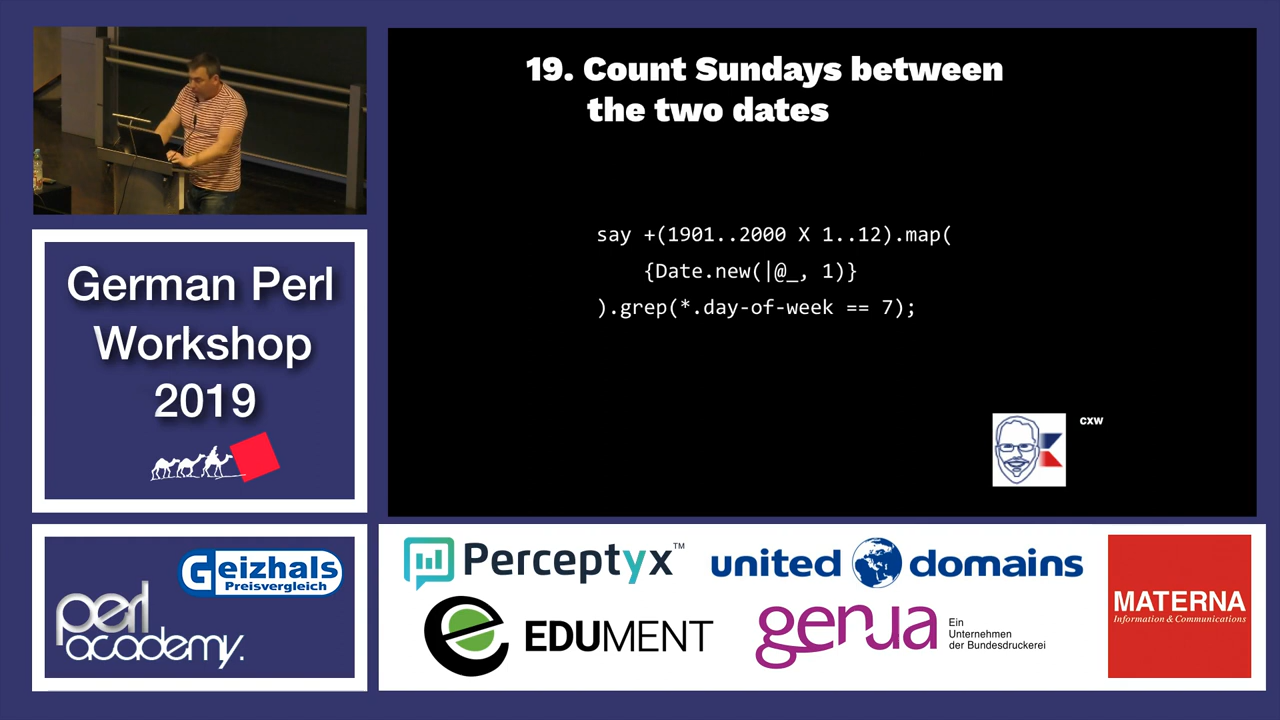 19. Count Sundays between
the two dates
say +(1901..2000 X 1..12).map(
{Date.new(|@_, 1)}
).grep(*.day-of-week == 7);
cxw
German Perl
Workshop
2019
Geizhals
Preisvergleich
perl
academy.
Perceptyx™
united domains
EDUMENT
genua
Ein
Unternehmen
der Bundesdruckerei
MATERNA
Information & Communications